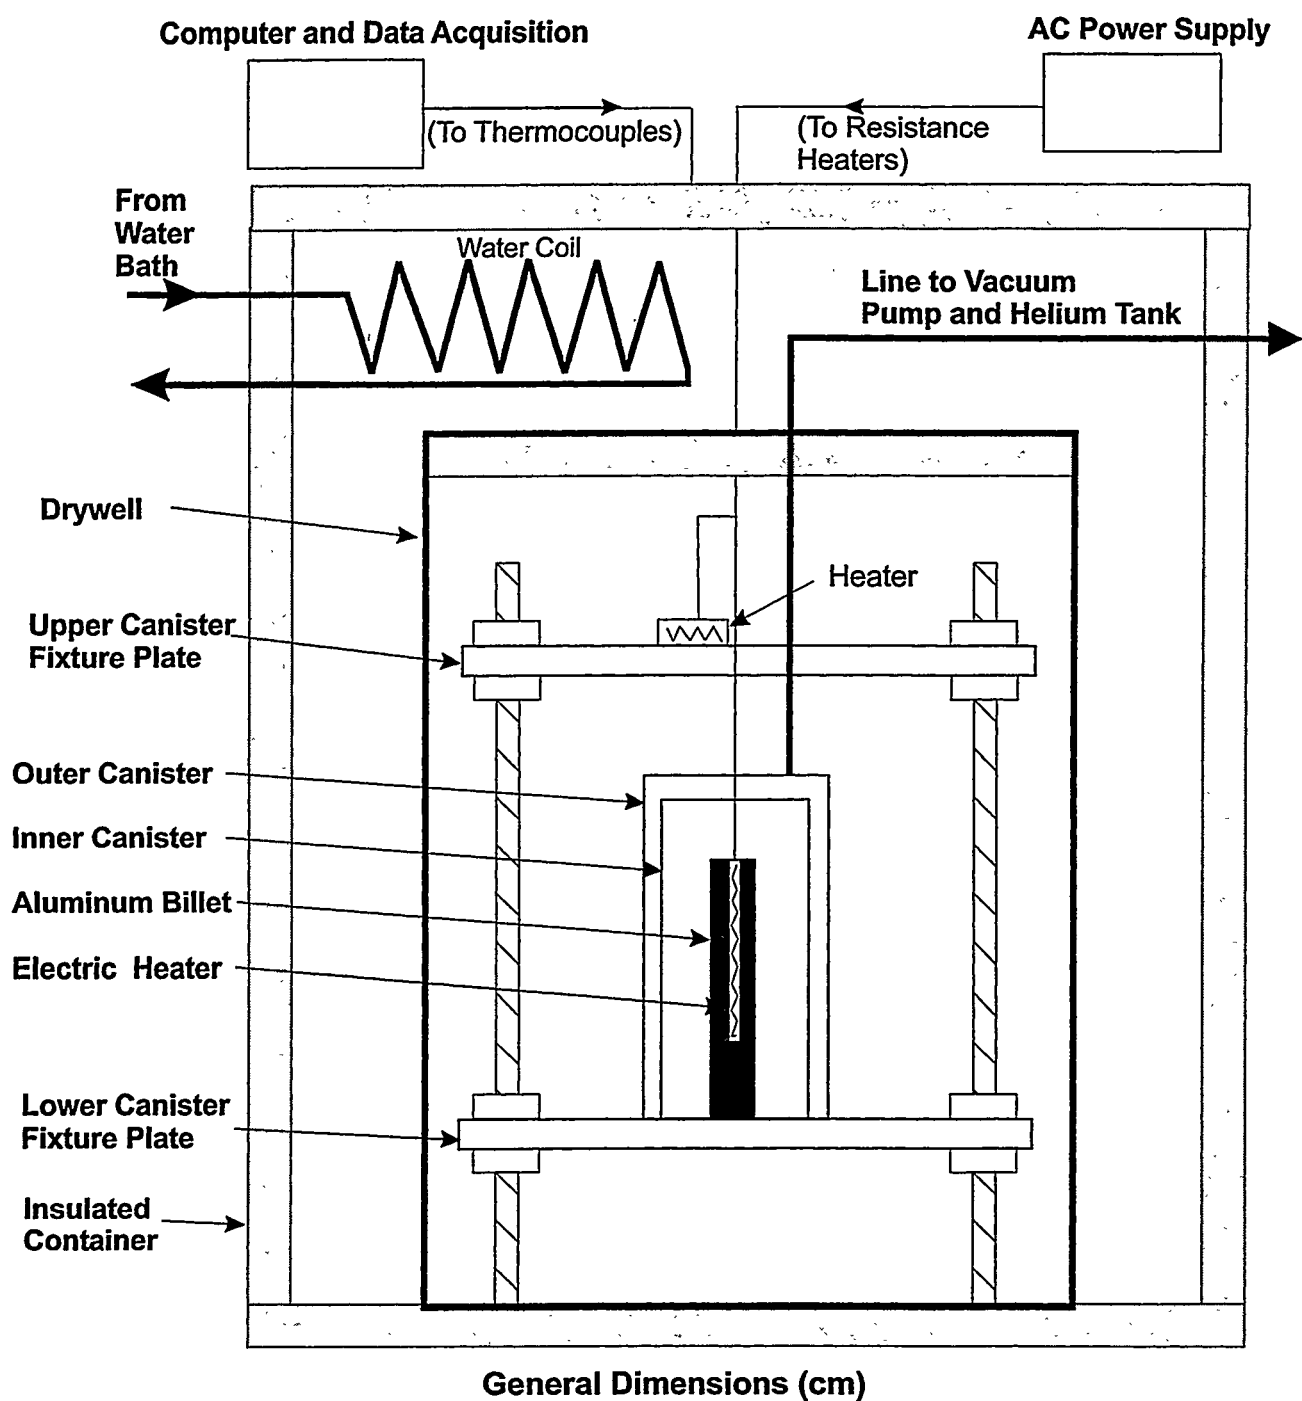 Computer and Data Acquisition
AC Power Supply
(To Thermocouples)
(To Resistance
Heaters)
From
Water
Bath
Water Coil
Line to Vacuum
Pump and Helium Tank
Drywell
Heater
Upper Canister
Fixture Plate
Outer Canister
Inner Canister
Aluminum Billet
Electric Heater
Lower Canister
Fixture Plate
Insulated
Container
General Dimensions (cm)